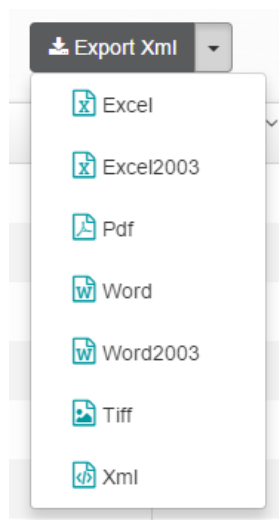 Export Xml
Excel
Excel2003
Pdf
Word
Word2003
Tiff
Xml